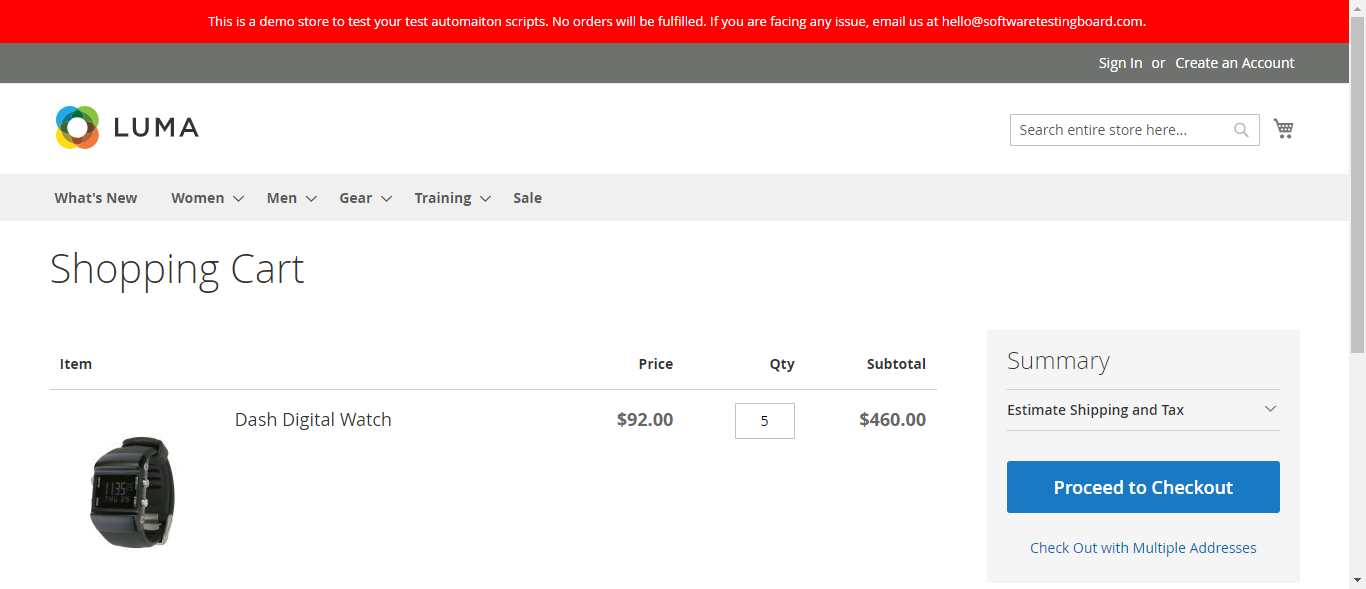 This is a demo store to test your test automaiton scripts. No orders will be fulfilled. If you are facing any issue, email us at hello@softwaretestingboard.com.
Sign In or Create an Account
LUMA
Search entire store here...
What's New Women Men Gear Training Sale
Shopping Cart
Item Price Qty Subtotal
Dash Digital Watch $92.00 5 $460.00
Summary
Estimate Shipping and Tax
Proceed to Checkout
Check Out with Multiple Addresses